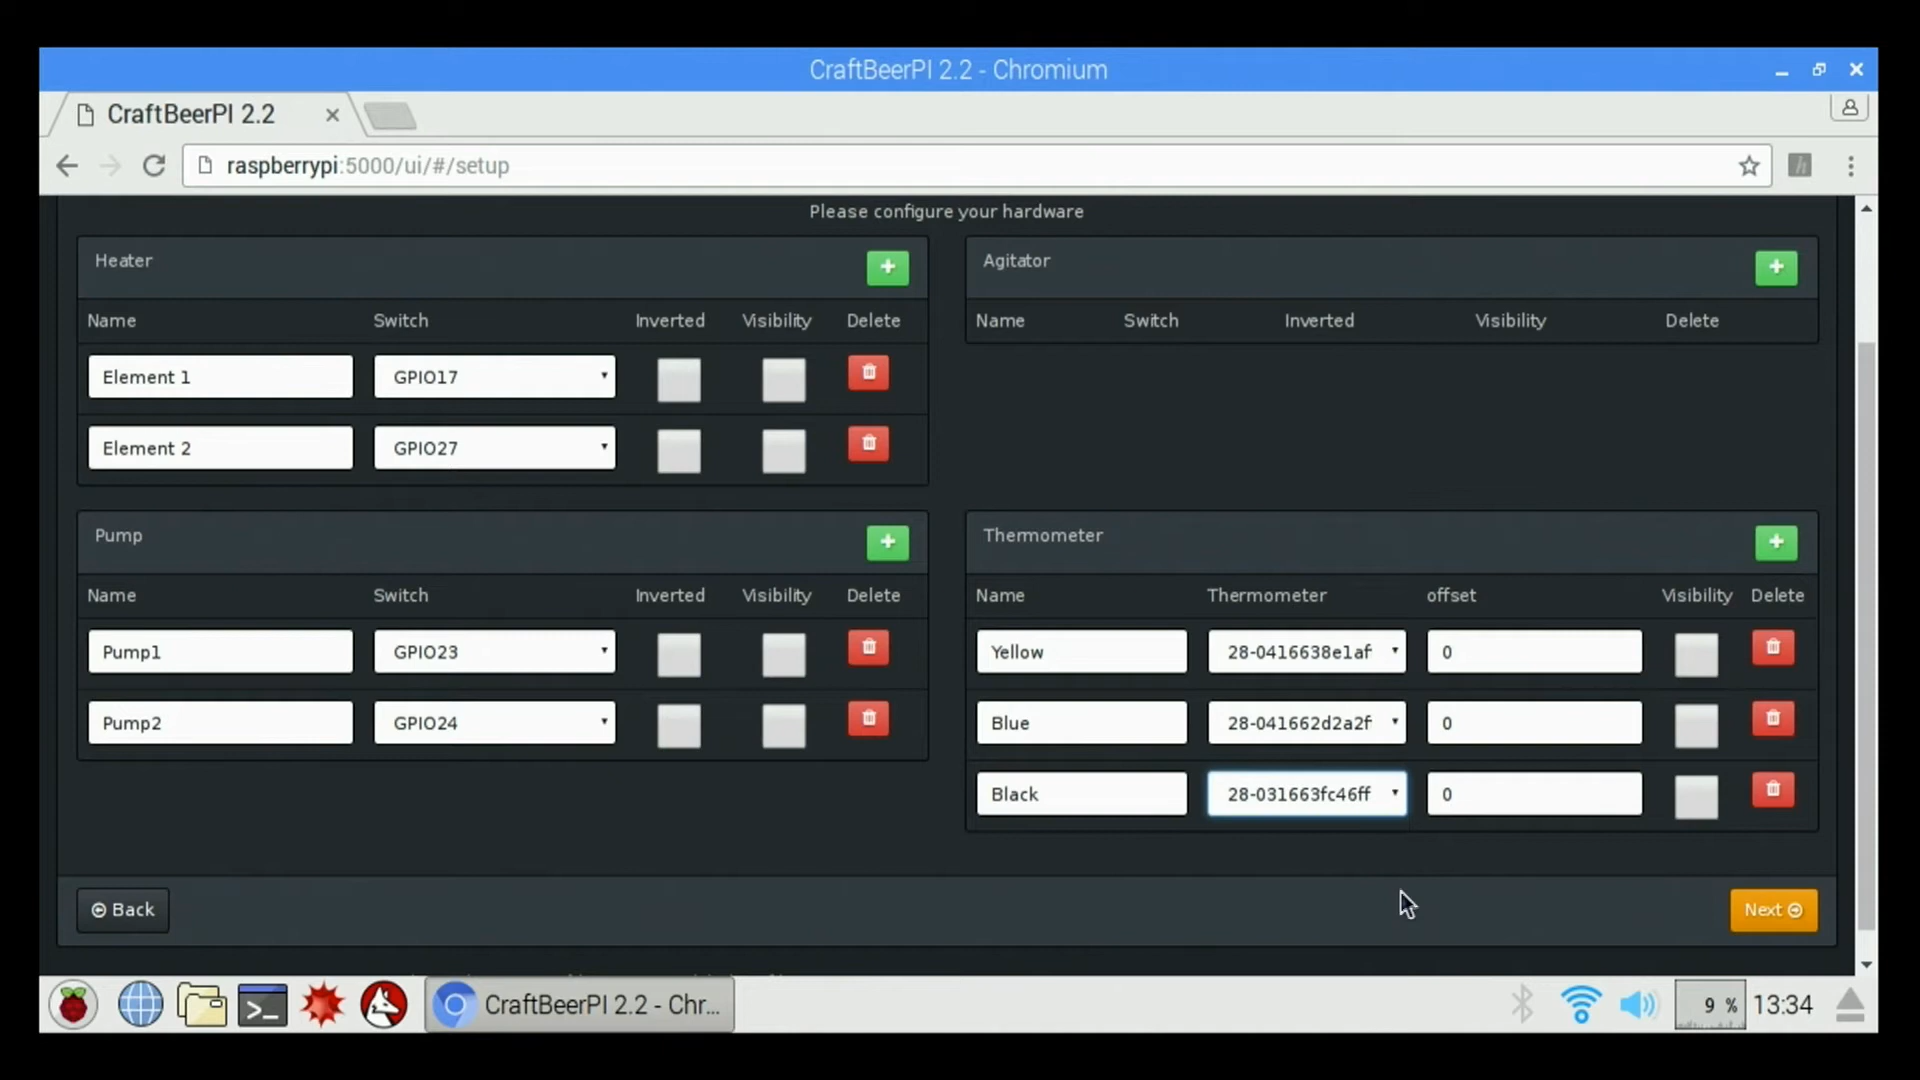 CraftBeerPI 2.2 - Chromium
CraftBeerPI 2.2
raspberrypi:5000/ui/#/setup
Please configure your hardware
Heater
Name Switch Inverted Visibility Delete
Element 1 GPIO17
Element 2 GPIO27
Agitator
Name Switch Inverted Visibility Delete
Pump
Name Switch Inverted Visibility Delete
Pump1 GPIO23
Pump2 GPIO24
Thermometer
Name Thermometer offset Visibility Delete
Yellow 28-0416638e1af 0
Blue 28-041662d2a2f 0
Black 28-031663fc46ff 0
Back
Next
CraftBeerPI 2.2 - Chr...
9 %
13:34